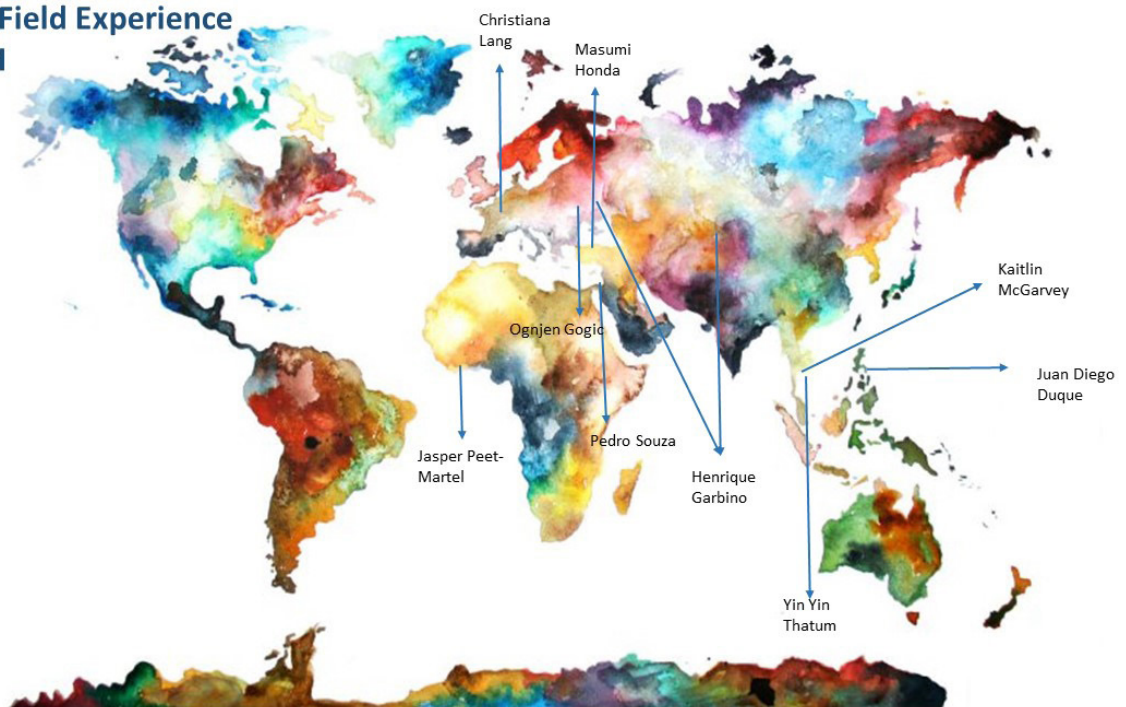 Field Experience
Christiana
Lang
Masumi
Honda
Kaitlin
McGarvey
Ognjen Gogic
Juan Diego
Duque
Pedro Souza
Jasper Peet-
Martel
Henrique
Garbino
Yin Yin
Thatum